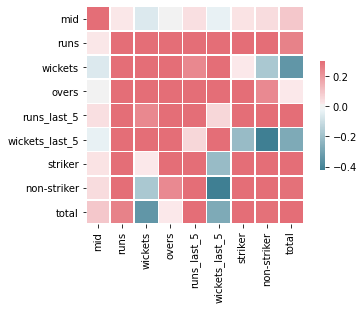 mid
runs
wickets
overs
runs_last_5
wickets_last_5
striker
non-striker
total
mid
runs
wickets
overs
runs_last_5
wickets_last_5
striker
non-striker
total
0.2
0.0
−0.2
−0.4